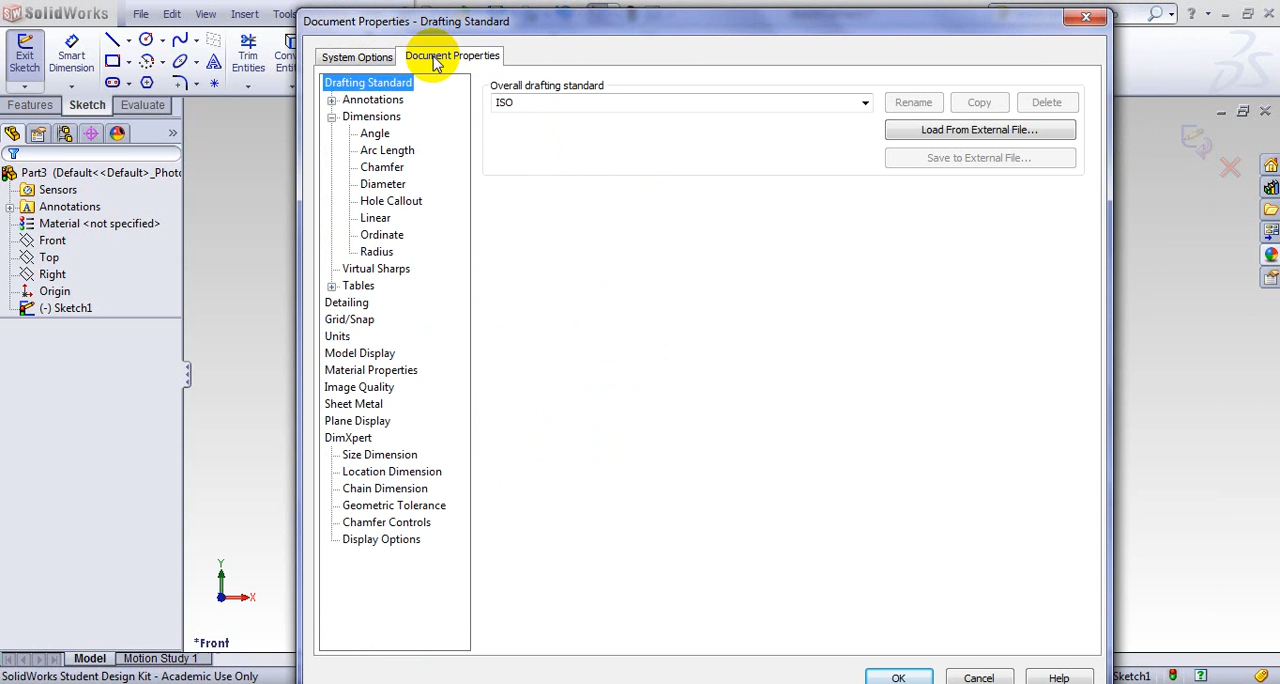 SolidWorks File Edit View Insert Tools
Document Properties - Drafting Standard
Exit Sketch
Smart Dimension
Trim Entities
Features Sketch Evaluate
System Options Document Properties
Part3 (Default<<Default>_Photo
Sensors
Annotations
Material <not specified>
Front
Top
Right
Origin
(-) Sketch1
Drafting Standard
Annotations
Dimensions
Angle
Arc Length
Chamfer
Diameter
Hole Callout
Linear
Ordinate
Radius
Virtual Sharps
Tables
Detailing
Grid/Snap
Units
Model Display
Material Properties
Image Quality
Sheet Metal
Plane Display
DimXpert
Size Dimension
Location Dimension
Chain Dimension
Geometric Tolerance
Chamfer Controls
Display Options
Overall drafting standard
ISO
Rename Copy Delete
Load From External File...
Save to External File...
OK Cancel Help
Y
X
*Front
Model Motion Study 1
SolidWorks Student Design Kit - Academic Use Only
Sketch1